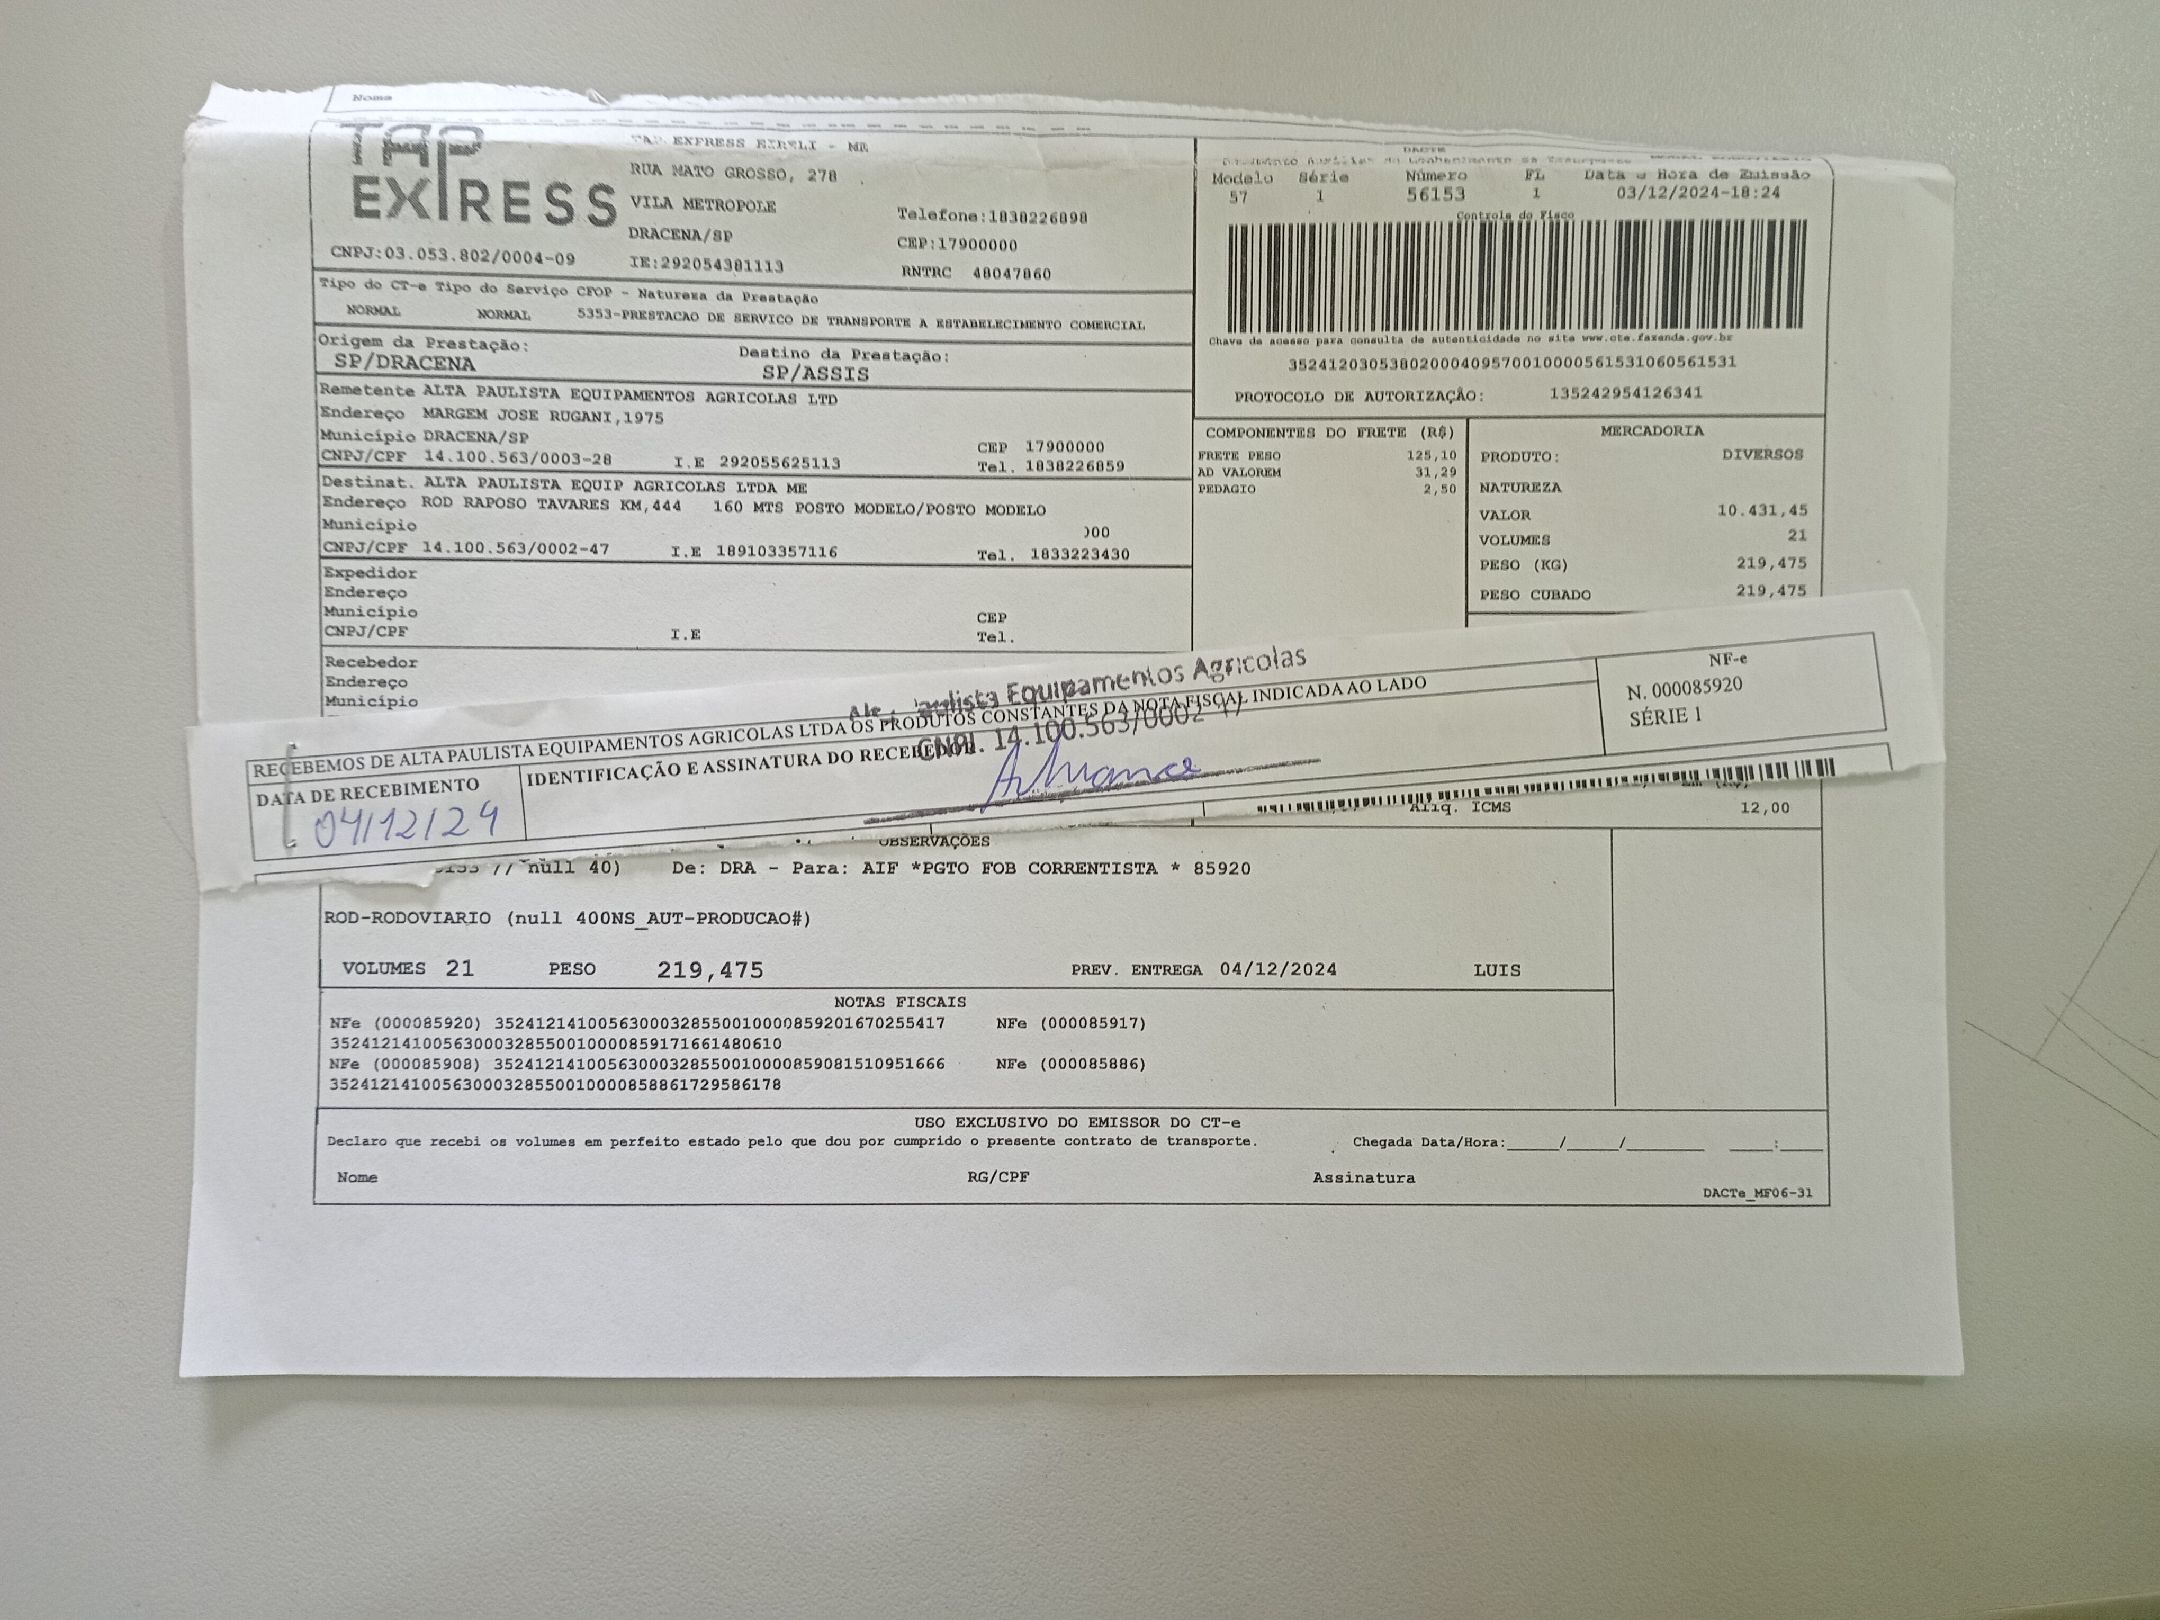 Nome
TAP EXPRESS
TAP EXPRESS EIRELI - ME
RUA MATO GROSSO, 278
VILA METROPOLE
Telefone:1838226898
DRACENA/SP
CEP:17900000
CNPJ:03.053.802/0004-09
IE:292054381113
RNTRC 48047860
DACTE
Modelo Série Número FL Data e Hora de Emissão
57 1 56153 1 03/12/2024-18:24
Controle do Fisco
Chave de acesso para consulta de autenticidade no site www.cte.fazenda.gov.br
35241203053802000409570010000561531060561531
PROTOCOLO DE AUTORIZAÇÃO: 135242954126341
Tipo do CT-e Tipo do Serviço CFOP - Natureza da Prestação
NORMAL NORMAL 5353-PRESTACAO DE SERVICO DE TRANSPORTE A ESTABELECIMENTO COMERCIAL
Origem da Prestação: Destino da Prestação:
SP/DRACENA SP/ASSIS
Remetente ALTA PAULISTA EQUIPAMENTOS AGRICOLAS LTD
Endereço MARGEM JOSE RUGANI,1975
Município DRACENA/SP CEP 17900000
CNPJ/CPF 14.100.563/0003-28 I.E 292055625113 Tel. 1838226859
Destinat. ALTA PAULISTA EQUIP AGRICOLAS LTDA ME
Endereço ROD RAPOSO TAVARES KM,444 160 MTS POSTO MODELO/POSTO MODELO
Município 00
CNPJ/CPF 14.100.563/0002-47 I.E 189103357116 Tel. 1833223430
Expedidor
Endereço
Município CEP
CNPJ/CPF I.E Tel.
Recebedor
Endereço
Município
COMPONENTES DO FRETE (R$)
FRETE PESO 125,10
AD VALOREM 31,29
PEDAGIO 2,50
MERCADORIA
PRODUTO: DIVERSOS
NATUREZA
VALOR 10.431,45
VOLUMES 21
PESO (KG) 219,475
PESO CUBADO 219,475
Equipamentos Agricolas
CNPJ. 14.100.563/0002
RECEBEMOS DE ALTA PAULISTA EQUIPAMENTOS AGRICOLAS LTDA OS PRODUTOS CONSTANTES DA NOTA FISCAL INDICADA AO LADO
DATA DE RECEBIMENTO
04/12/24
IDENTIFICAÇÃO E ASSINATURA DO RECEBEDOR
NF-e
N. 000085920
SÉRIE 1
Aliq. ICMS 12,00
OBSERVAÇÕES
// null 40) De: DRA - Para: AIF *PGTO FOB CORRENTISTA * 85920
ROD-RODOVIARIO (null 400NS_AUT-PRODUCAO#)
VOLUMES 21 PESO 219,475 PREV. ENTREGA 04/12/2024 LUIS
NOTAS FISCAIS
NFe (000085920) 35241214100563000328550010000859201670255417 NFe (000085917)
35241214100563000328550010000859171661480610
NFe (000085908) 35241214100563000328550010000859081510951666 NFe (000085886)
35241214100563000328550010000858861729586178
USO EXCLUSIVO DO EMISSOR DO CT-e
Declaro que recebi os volumes em perfeito estado pelo que dou por cumprido o presente contrato de transporte. Chegada Data/Hora:_____/_____/________ ____:____
Nome RG/CPF Assinatura
DACTe_MF06-31